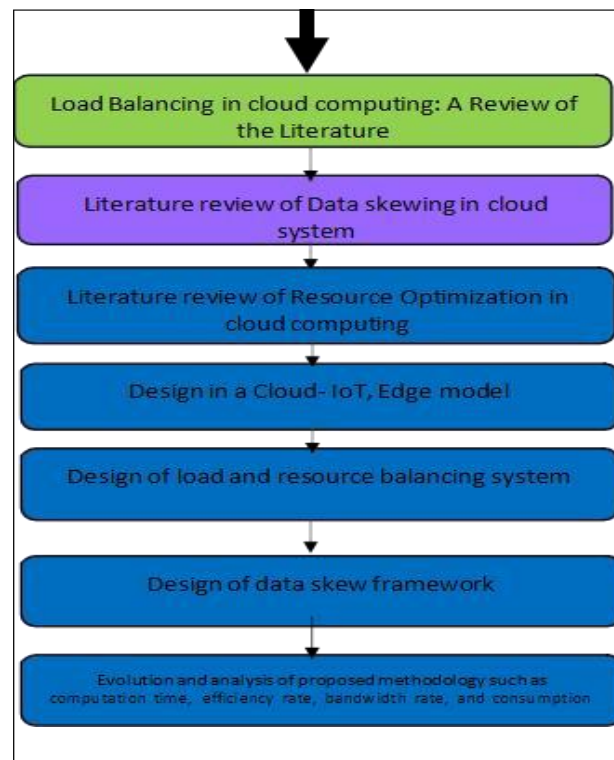 Load Balancing in cloud computing: A Review of
the Literature
Literature review of Data skewing in cloud
system
Literature review of Resource Optimization in
cloud computing
Design in a Cloud- IoT, Edge model
Design of load and resource balancing system
Design of data skew framework
Evolution and analysis of proposed methodology such as
computation time, efficiency rate, bandwidth rate, and consumption